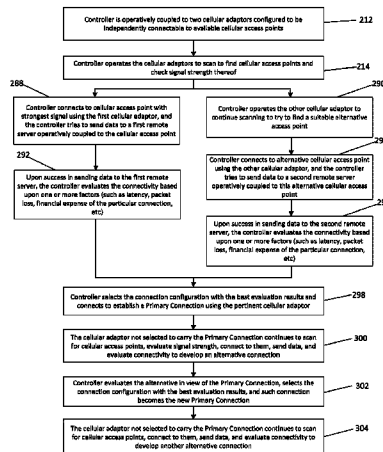 Controller is operatively coupled to two cellular adaptors configured to be
independently connectable to available cellular access points
212
Controller operates the cellular adaptors to scan to find cellular access points and
check signal strength thereof
214
288
Controller connects to cellular access point with
strongest signal using the first cellular adaptor, and
the controller tries to send data to a first remote
server operatively coupled to the cellular access point
290
Controller operates the other cellular adaptor to
continue scanning to try to find a suitable alternative
access point
292
Upon success in sending data to the first remote
server, the controller evaluates the connectivity based
upon one or more factors (such as latency, packet
loss, financial expense of the particular connection,
etc)
29
Controller connects to alternative cellular access point
using the other cellular adaptor, and the controller
tries to send data to a second remote server
operatively coupled to this alternative cellular access
point
29
Upon success in sending data to the second remote
server, the controller evaluates the connectivity based
upon one or more factors (such as latency, packet
loss, financial expense of the particular connection,
etc)
Controller selects the connection configuration with the best evaluation results and
connects to establish a Primary Connection using the pertinent cellular adaptor
298
The cellular adaptor not selected to carry the Primary Connection continues to scan
for cellular access points, evaluate signal strength, connect to them, send data, and
evaluate connectivity to develop an alternative connection
300
Controller evaluates the alternative in view of the Primary Connection, selects the
connection configuration with the best evaluation results, and such connection
becomes the new Primary Connection
302
The cellular adaptor not selected to carry the Primary Connection continues to scan
for cellular access points, connect to them, send data, and evaluate connectivity to
develop another alternative connection
304